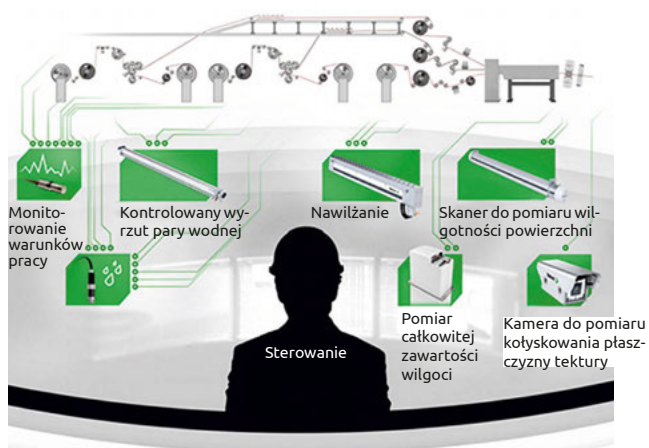 Monito-
rowanie
warunków
pracy
Kontrolowany wy-
rzut pary wodnej
Nawilżanie
Skaner do pomiaru wil-
gotności powierzchni
Sterowanie
Pomiar
całkowitej
zawartości
wilgoci
Kamera do pomiaru
kołyskowania płasz-
czyzny tektury